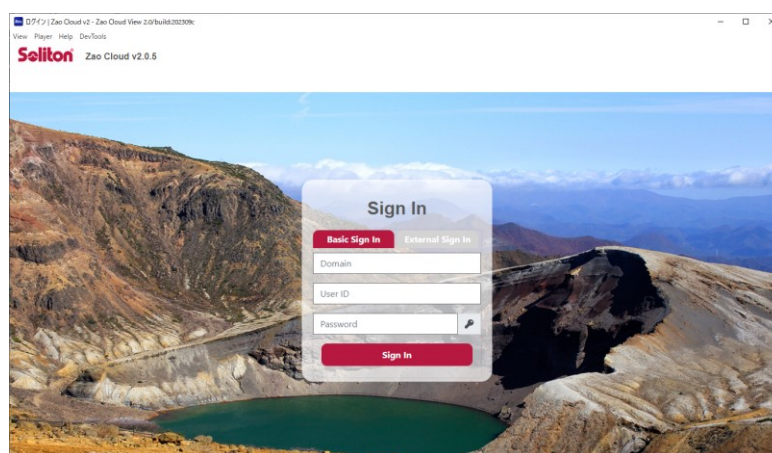 Zao ログイン | Zao Cloud v2 - Zao Cloud View 2.0/build:202309c
View Player Help DevTools
Soliton Zao Cloud v2.0.5
Sign In
Basic Sign In External Sign In
Domain
User ID
Password
Sign In